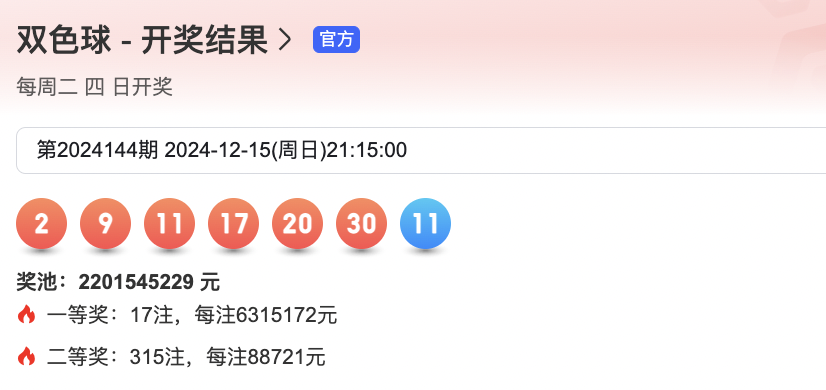 双色球 - 开奖结果 > 官方
每周二 四 日开奖
第2024144期 2024-12-15(周日)21:15:00
2 9 11 17 20 30 11
奖池：2201545229 元
一等奖：17注，每注6315172元
二等奖：315注，每注88721元